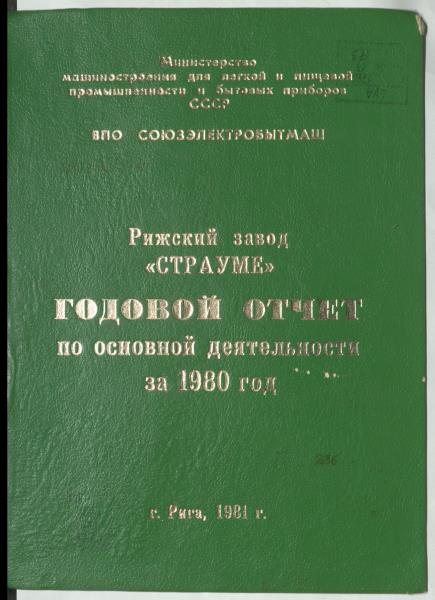 Министерство
машиностроения для легкой и пищевой
промышленности и бытовых приборов
СССР
ВПО СОЮЗЭЛЕКТРОБЫТМАШ
Рижский завод
«СТРАУМЕ»
ГОДОВОЙ ОТЧЕТ
по основной деятельности
за 1980 год
236
г. Рига, 1981 г.